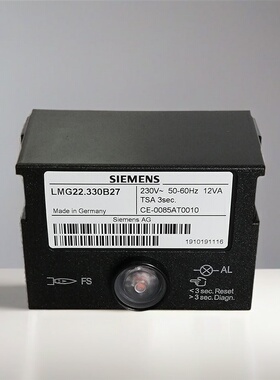 SIEMENS
LMG22.330B27
230V~ 50-60Hz 12VA
TSA 3sec.
Made in Germany
CE-0085AT0010
Siemens AG
1910191116
FS
AL
< 3 sec. Reset
> 3 sec. Diagn.